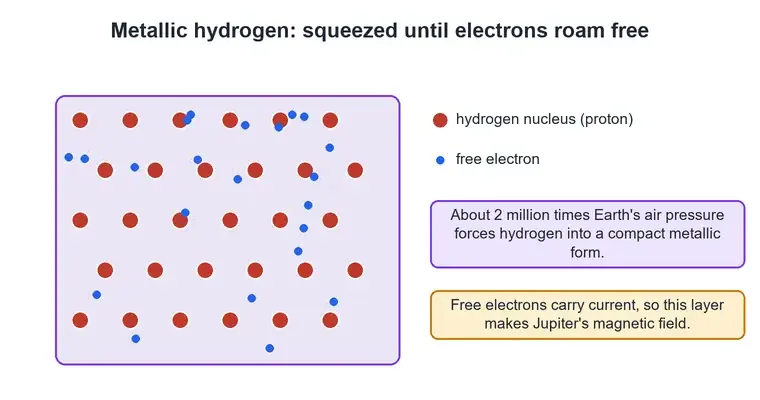 Metallic hydrogen: squeezed until electrons roam free
hydrogen nucleus (proton)
free electron
About 2 million times Earth's air pressure
forces hydrogen into a compact metallic
form.
Free electrons carry current, so this layer
makes Jupiter's magnetic field.